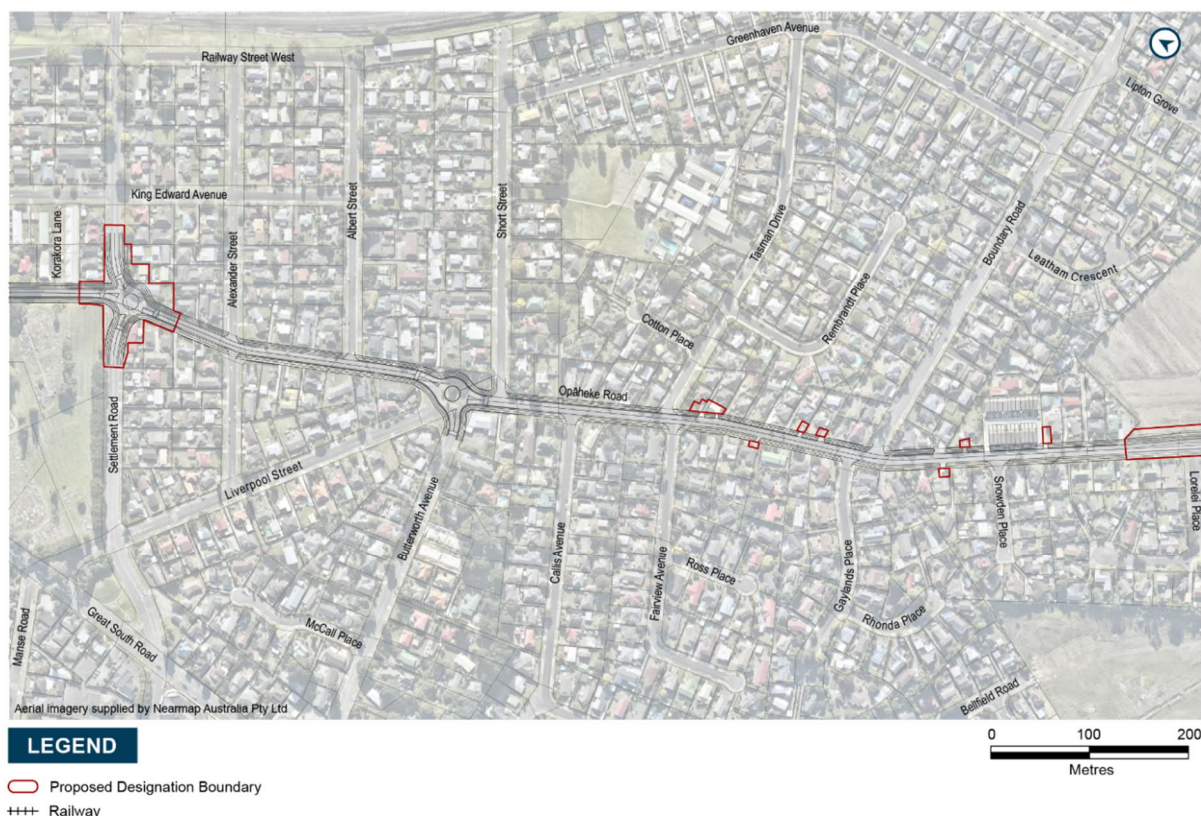 Railway Street West
Greenhaven Avenue
Lipton Grove
King Edward Avenue
Korakora Lane
Alexander Street
Albert Street
Short Street
Tasman Drive
Boundary Road
Leatham Crescent
Rembrandt Place
Cotton Place
Opāheke Road
Settlement Road
Liverpool Street
Butterworth Avenue
Callis Avenue
Fairview Avenue
Ross Place
Gaylands Place
Rhonda Place
Snowden Place
Lorelei Place
Manse Road
Great South Road
McCall Place
Bellfield Road
Aerial imagery supplied by Nearmap Australia Pty Ltd
LEGEND
Proposed Designation Boundary
Railway
0 100 200
Metres